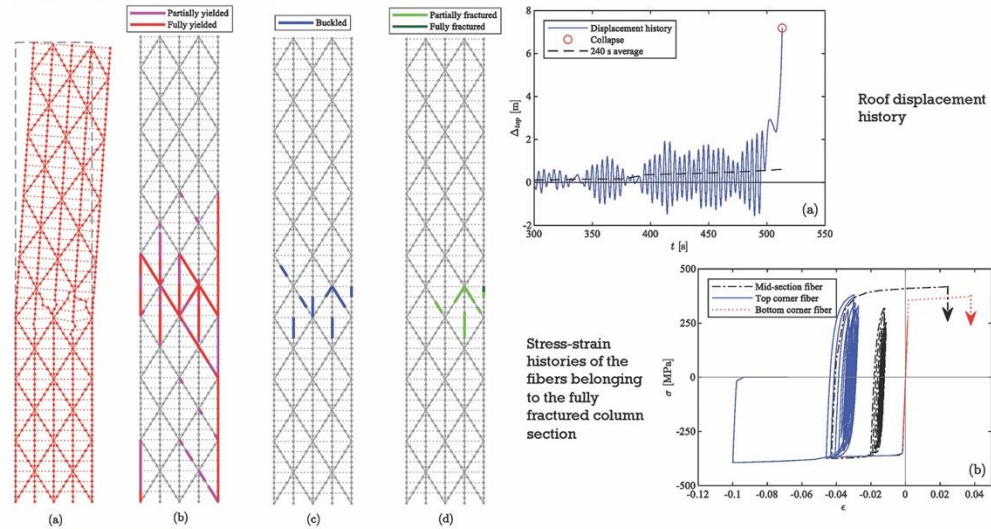 Partially yielded
Fully yielded
Buckled
Partially fractured
Fully fractured
(a)
(b)
(c)
(d)
8
6
4
2
0
-2
Δtop [m]
Displacement history
Collapse
240 s average
(a)
300
350
400
450
500
550
t [s]
Roof displacement
history
Stress-strain
histories of the
fibers belonging
to the fully
fractured column
section
500
250
0
-250
-500
σ [MPa]
Mid-section fiber
Top corner fiber
Bottom corner fiber
(b)
-0.12
-0.1
-0.08
-0.06
-0.04
-0.02
0
0.02
0.04
ϵ